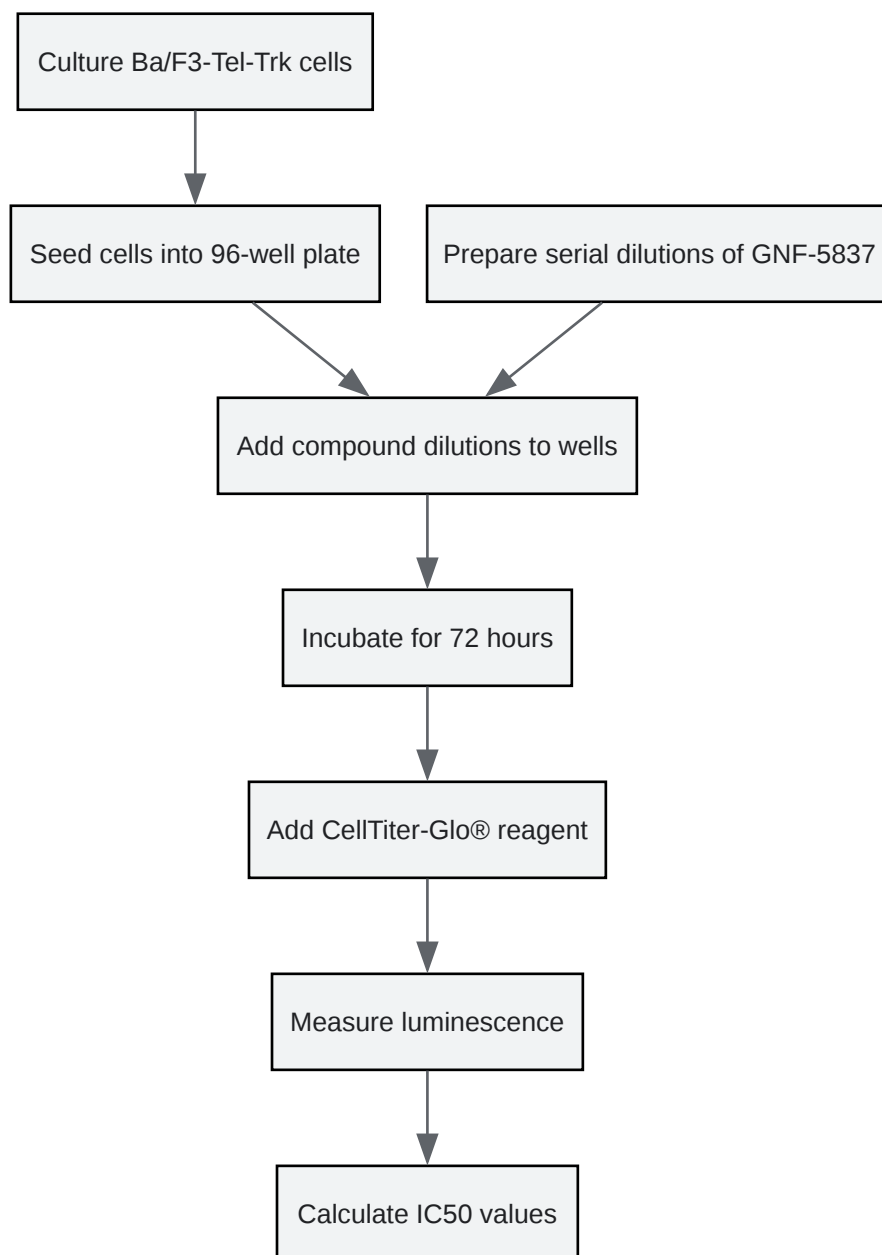 Culture Ba/F3-Tel-Trk cells
Seed cells into 96-well plate
Prepare serial dilutions of GNF-5837
Add compound dilutions to wells
Incubate for 72 hours
Add CellTiter-Glo® reagent
Measure luminescence
Calculate IC50 values